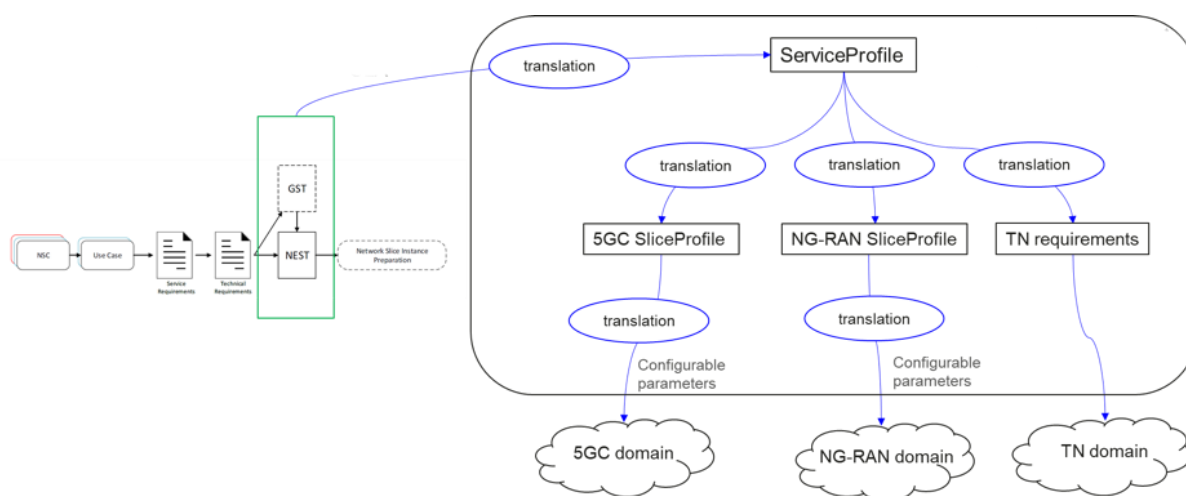 translation
ServiceProfile
translation
translation
translation
GST
5GC SliceProfile
NG-RAN SliceProfile
TN requirements
NSC
Use Case
NEST
Network Slice Instance
Preparation
Service
Requirements
Technical
Requirements
translation
translation
Configurable
parameters
Configurable
parameters
5GC domain
NG-RAN domain
TN domain